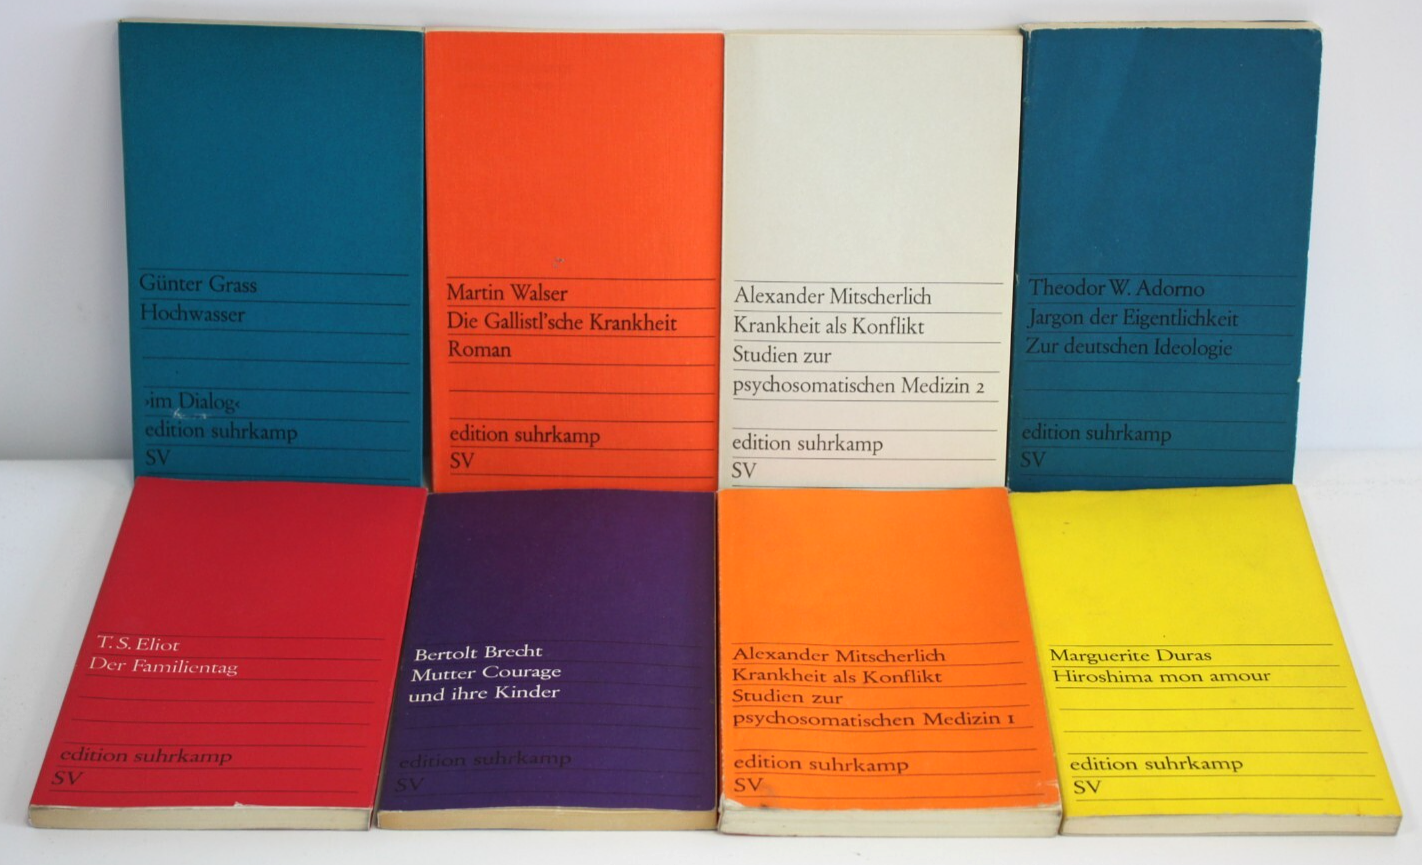 Günter Grass
Hochwasser
›im Dialog‹
edition suhrkamp
SV
Martin Walser
Die Gallistl'sche Krankheit
Roman
edition suhrkamp
SV
Alexander Mitscherlich
Krankheit als Konflikt
Studien zur
psychosomatischen Medizin 2
edition suhrkamp
SV
Theodor W. Adorno
Jargon der Eigentlichkeit
Zur deutschen Ideologie
edition suhrkamp
SV
T. S. Eliot
Der Familientag
edition suhrkamp
SV
Bertolt Brecht
Mutter Courage
und ihre Kinder
edition suhrkamp
SV
Alexander Mitscherlich
Krankheit als Konflikt
Studien zur
psychosomatischen Medizin 1
edition suhrkamp
SV
Marguerite Duras
Hiroshima mon amour
edition suhrkamp
SV